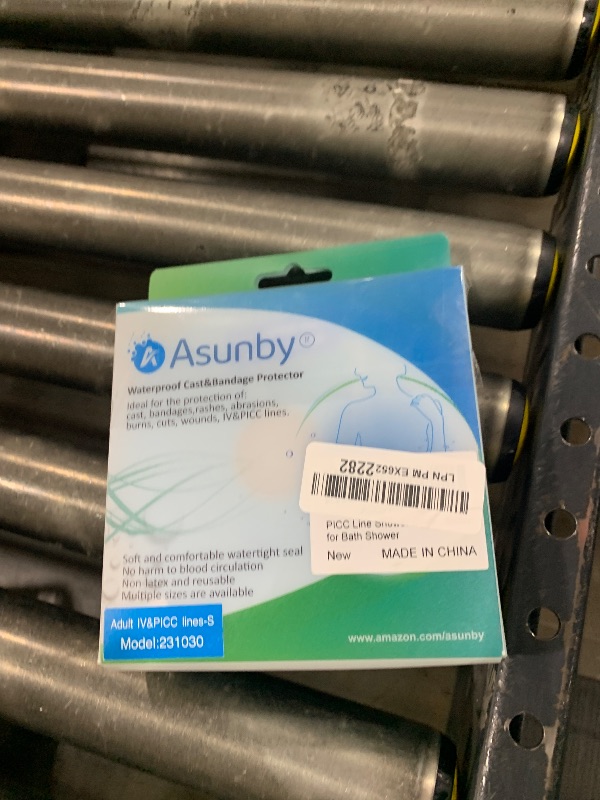 Asunby®
Waterproof Cast&Bandage Protector
Ideal for the protection of:
cast, bandages,rashes, abrasions,
burns, cuts, wounds, IV&PICC lines.
LPN PM EX6522282
PICC Line
for Bath Shower
New MADE IN CHINA
Soft and comfortable watertight seal
No harm to blood circulation
Non-latex and reusable
Multiple sizes are available
Adult IV&PICC lines-S
Model:231030
www.amazon.com/asunby